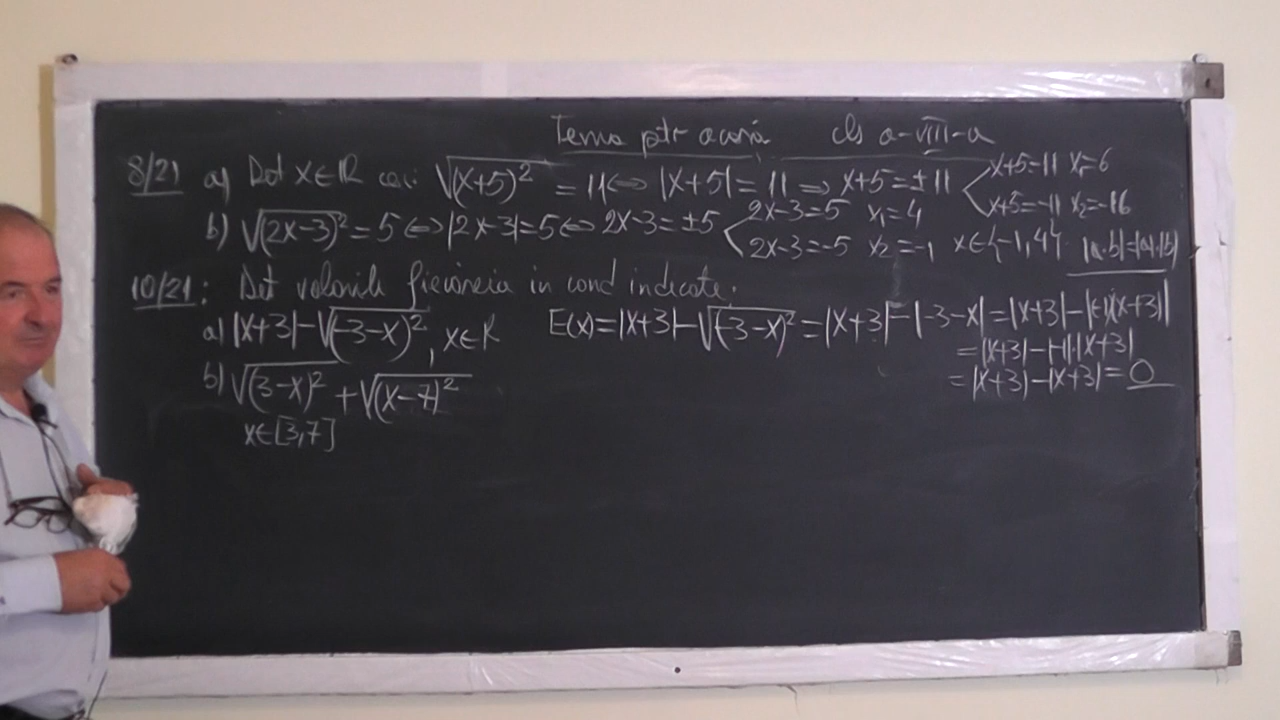 Tema ptr acasă cls a-VIII-a
8/21 a) Det x∈ℝ √(x+5)² = 11 ⇔ |x+5| = 11 ⇒ x+5 = ±11 x+5=11 x₁=6
x+5=-11 x₂=-16
b) √(2x-3)² = 5 ⇔ |2x-3|=5 ⇔ 2x-3=±5 2x-3=5 x₁=4
2x-3=-5 x₂=-1 x∈{-1,4} |a·b|=|a|·|b|
10/21: Det valorile in cond indicate:
a) |x+3|-√(-3-x)², x∈R E(x)=|x+3|-√(-3-x)²=|x+3|-|-3-x|=|x+3|-|(-1)(x+3)|
=|x+3|-|-1|·|x+3|
=|x+3|-|x+3|=0
b) √(3-x)² + √(x-7)²
x∈[3,7]